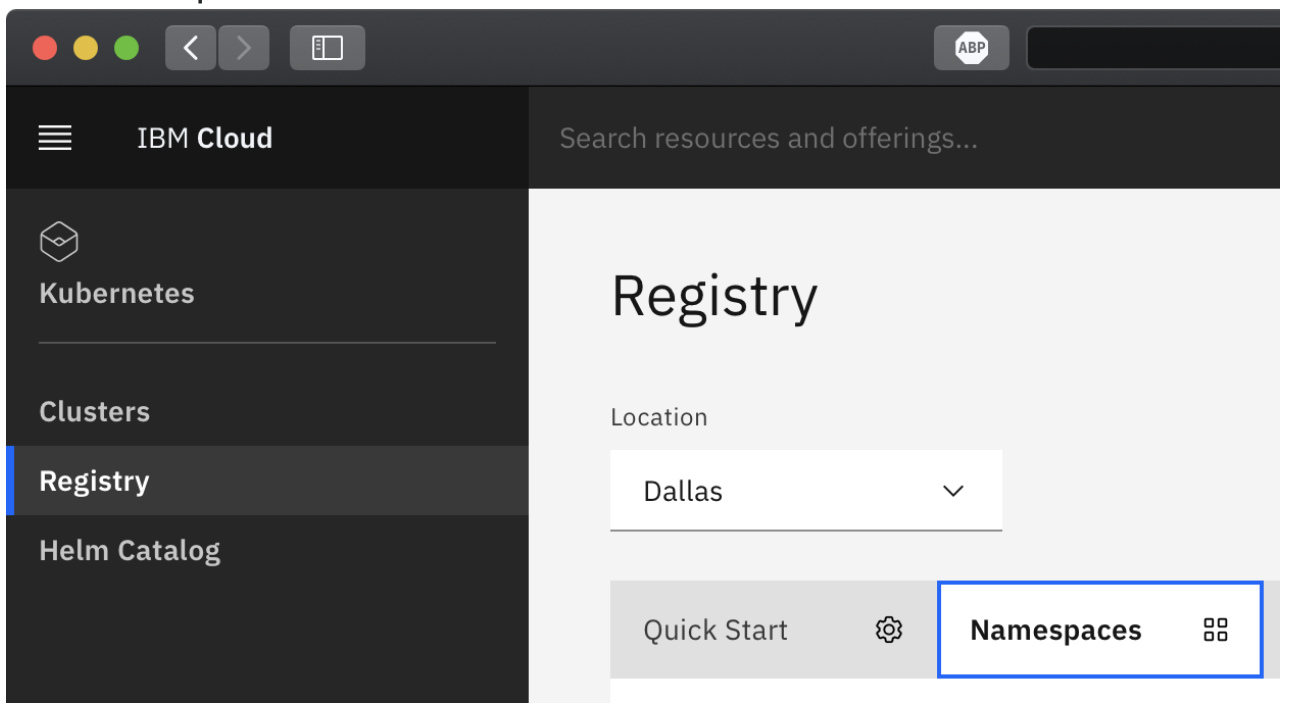 ABP
IBM Cloud
Search resources and offerings...
Kubernetes
Clusters
Registry
Helm Catalog
Registry
Location
Dallas
Quick Start
Namespaces